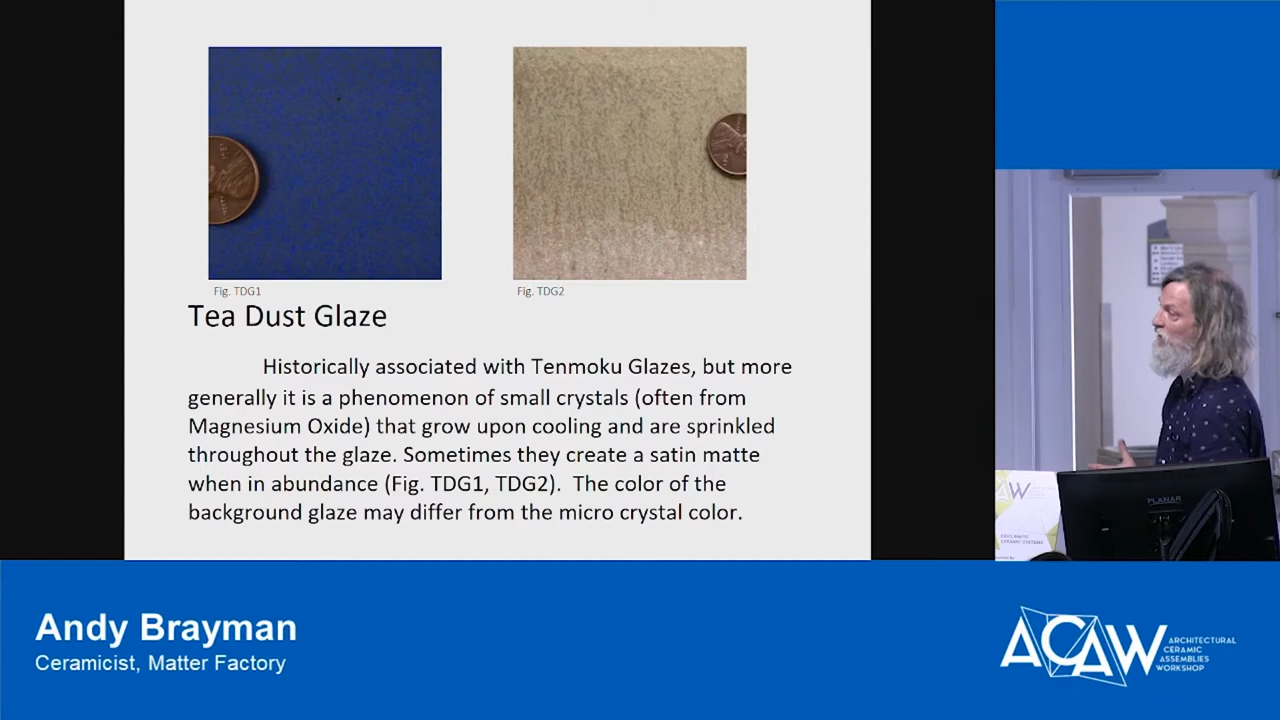 Fig. TDG1
Fig. TDG2
Tea Dust Glaze
Historically associated with Tenmoku Glazes, but more
generally it is a phenomenon of small crystals (often from
Magnesium Oxide) that grow upon cooling and are sprinkled
throughout the glaze. Sometimes they create a satin matte
when in abundance (Fig. TDG1, TDG2). The color of the
background glaze may differ from the micro crystal color.
PLANAR
Andy Brayman
Ceramicist, Matter Factory
ACAW
ARCHITECTURAL
CERAMIC
ASSEMBLIES
WORKSHOP